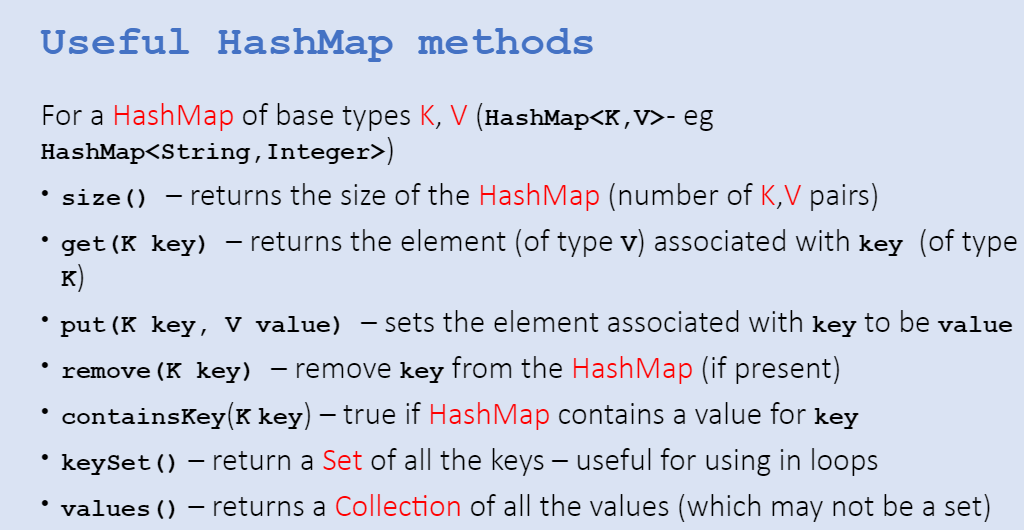 Useful HashMap methods
For a HashMap of base types K, V (HashMap<K,V>- eg
HashMap<String,Integer>)
• size() – returns the size of the HashMap (number of K,V pairs)
• get(K key) – returns the element (of type V) associated with key (of type
K)
• put(K key, V value) – sets the element associated with key to be value
• remove(K key) – remove key from the HashMap (if present)
• containsKey(K key) – true if HashMap contains a value for key
• keySet() – return a Set of all the keys – useful for using in loops
• values() – returns a Collection of all the values (which may not be a set)